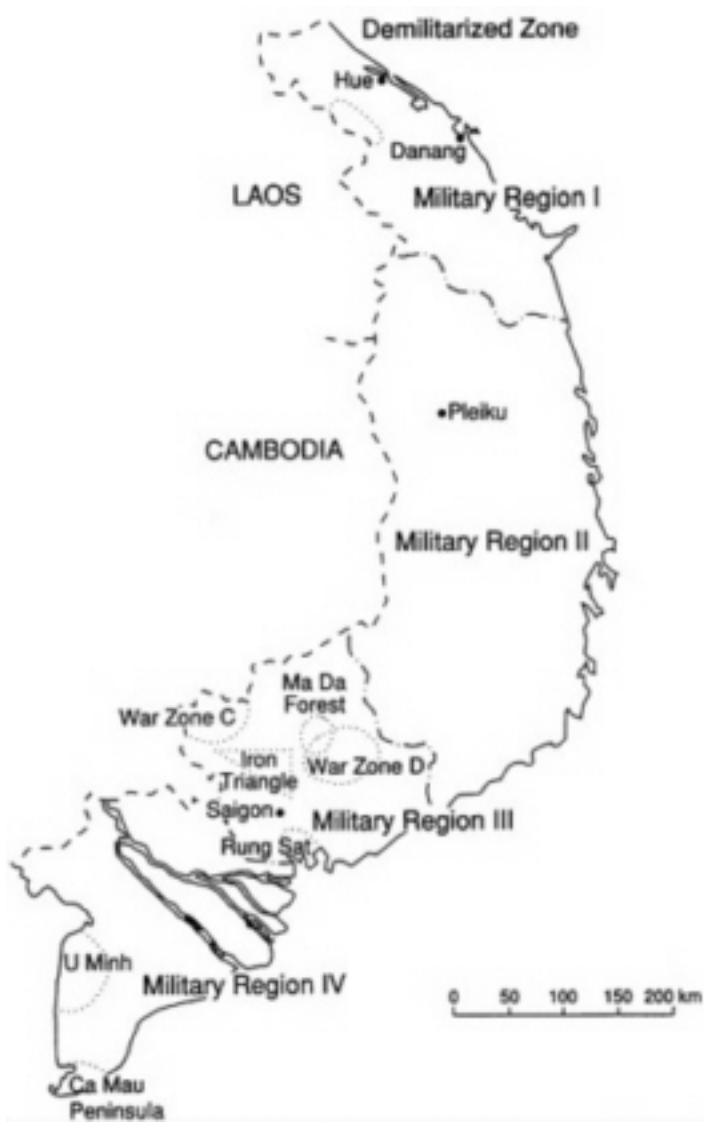 Demilitarized Zone
Hue
Danang
LAOS
Military Region I
Pleiku
CAMBODIA
Military Region II
Ma Da
Forest
War Zone C
Iron
Triangle
War Zone D
Saigon
Military Region III
Rung Sat
U Minh
Military Region IV
0 50 100 150 200 km
Ca Mau
Peninsula